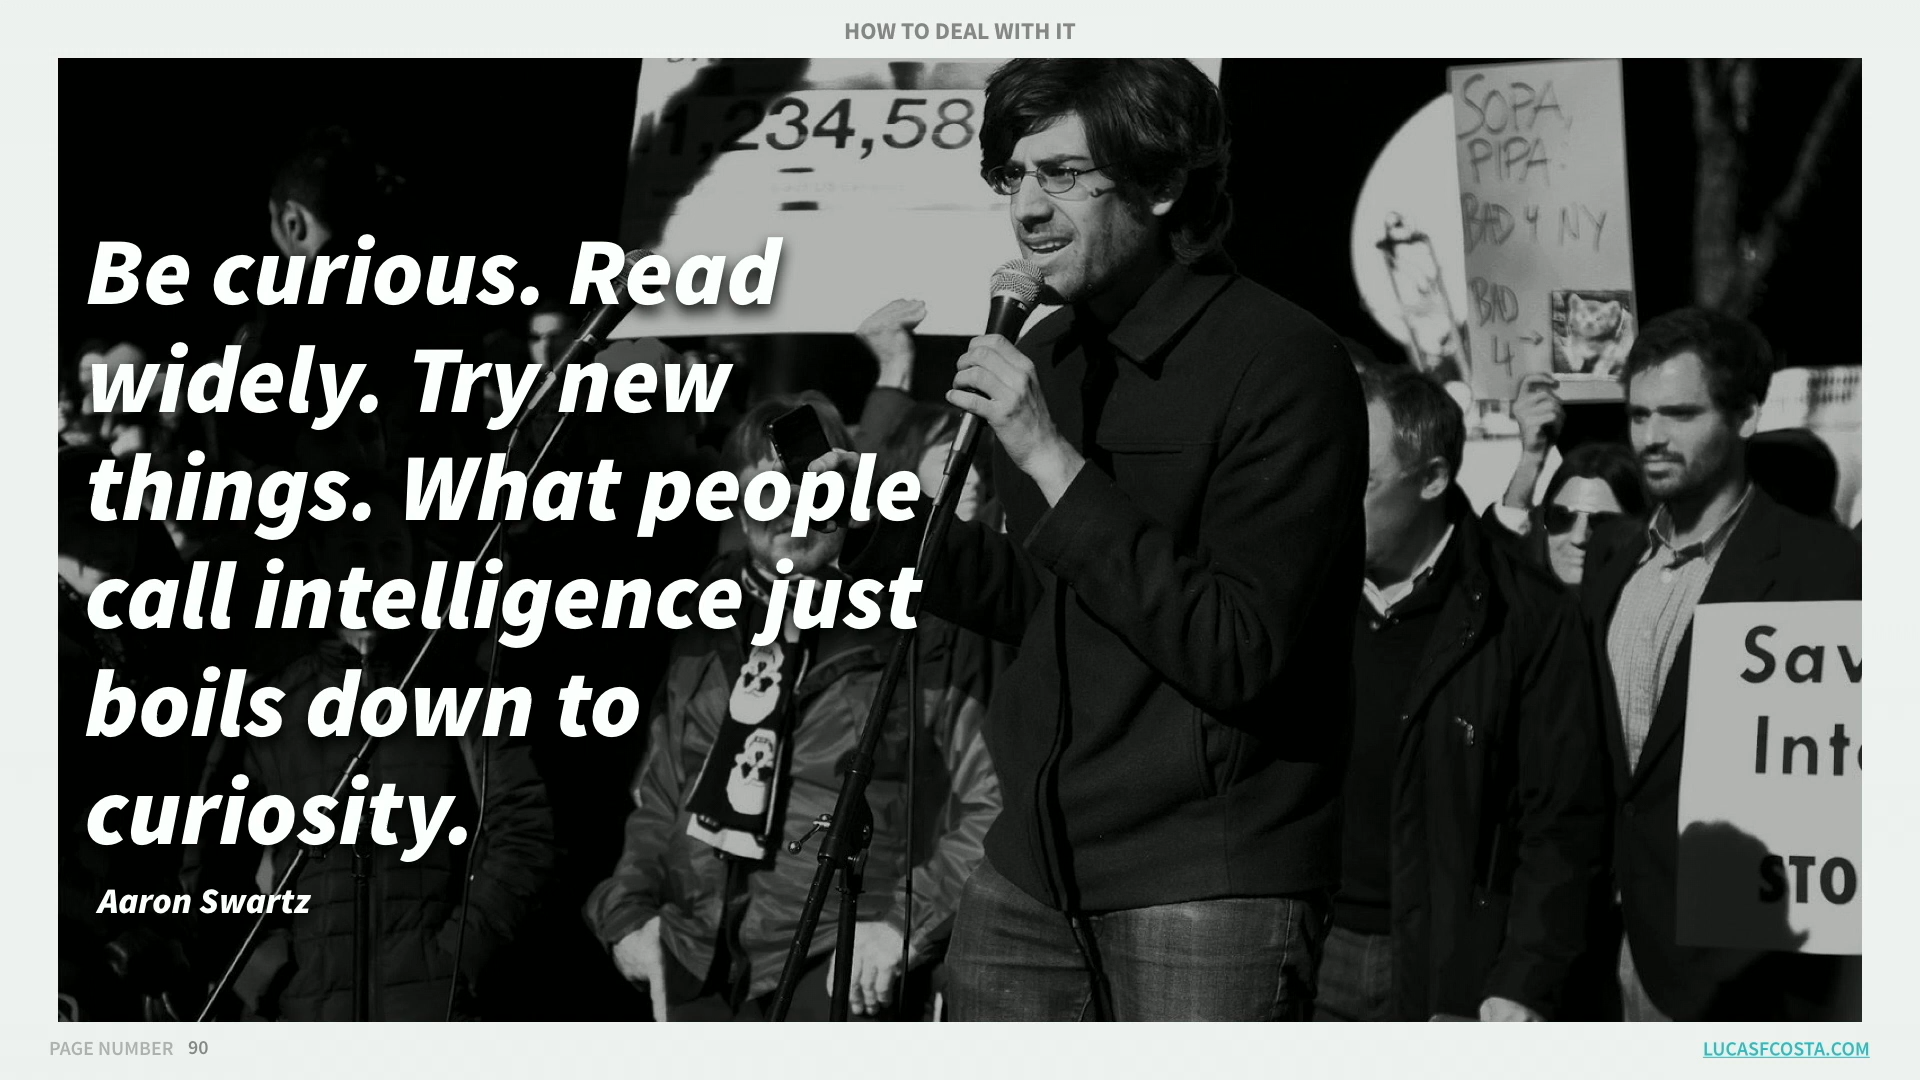 HOW TO DEAL WITH IT
1,234,58
SOPA,
PIPA.
BAD 4 NY
BAD
4 →
Be curious. Read
widely. Try new
things. What people
call intelligence just
boils down to
curiosity.
Aaron Swartz
Sav
Inte
STO
PAGE NUMBER 90
LUCASFCOSTA.COM